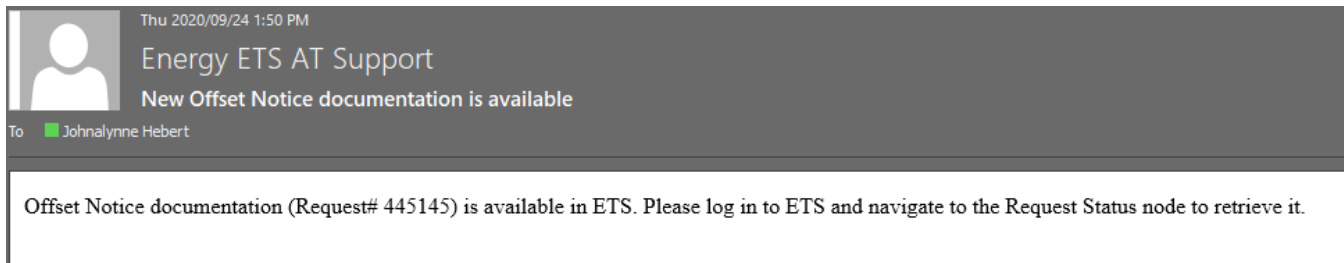 Thu 2020/09/24 1:50 PM
Energy ETS AT Support
New Offset Notice documentation is available
To Johnalynne Hebert
Offset Notice documentation (Request# 445145) is available in ETS. Please log in to ETS and navigate to the Request Status node to retrieve it.